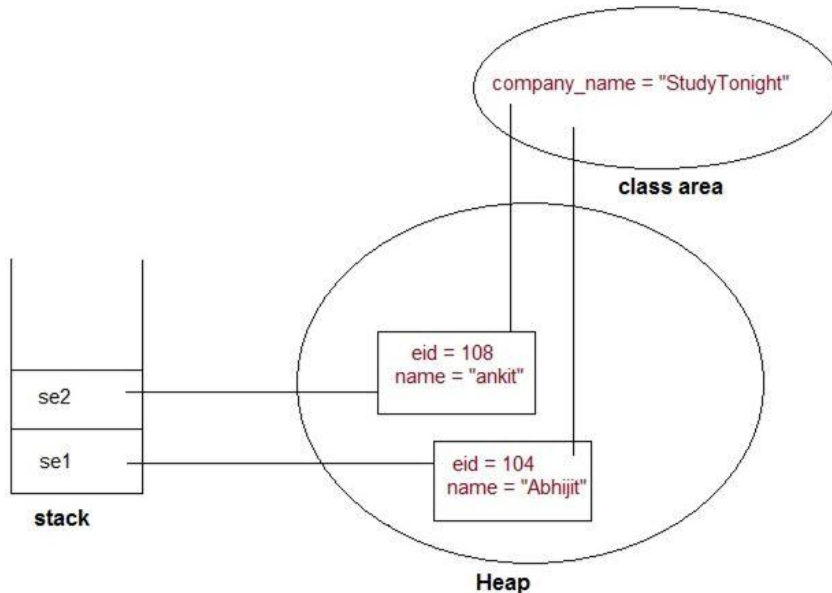 company_name = "StudyTonight"
class area
eid = 108
name = "ankit"
se2
se1
eid = 104
name = "Abhijit"
stack
Heap